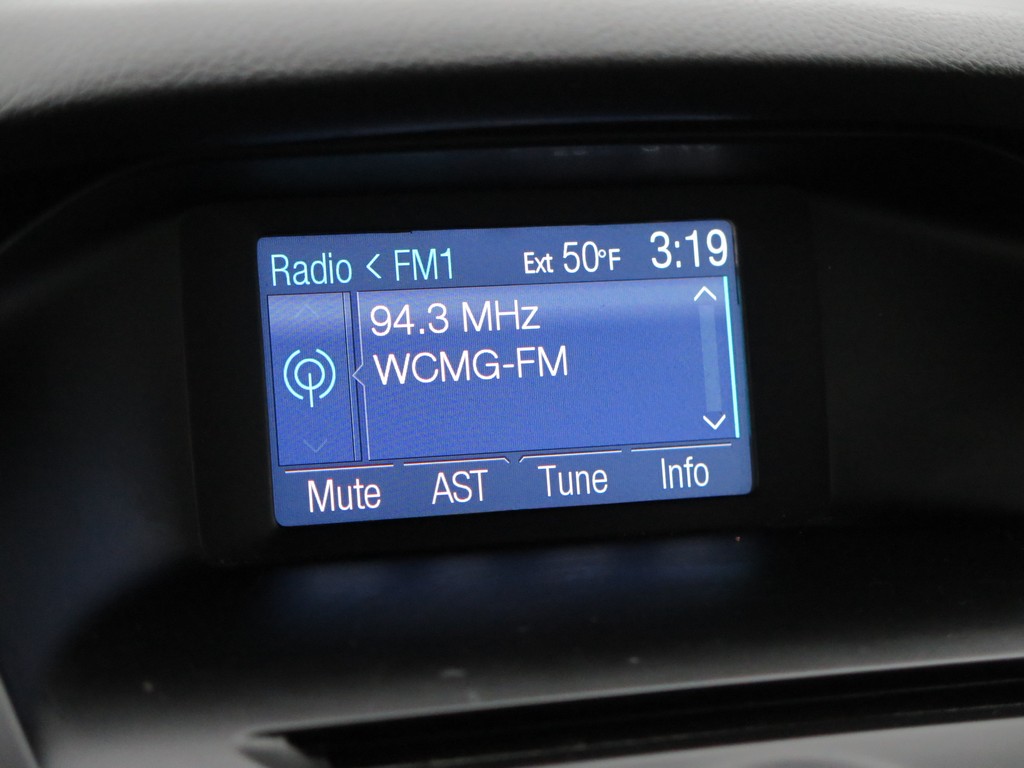 Radio < FM1 Ext 50°F 3:19
94.3 MHz
WCMG-FM
Mute AST Tune Info